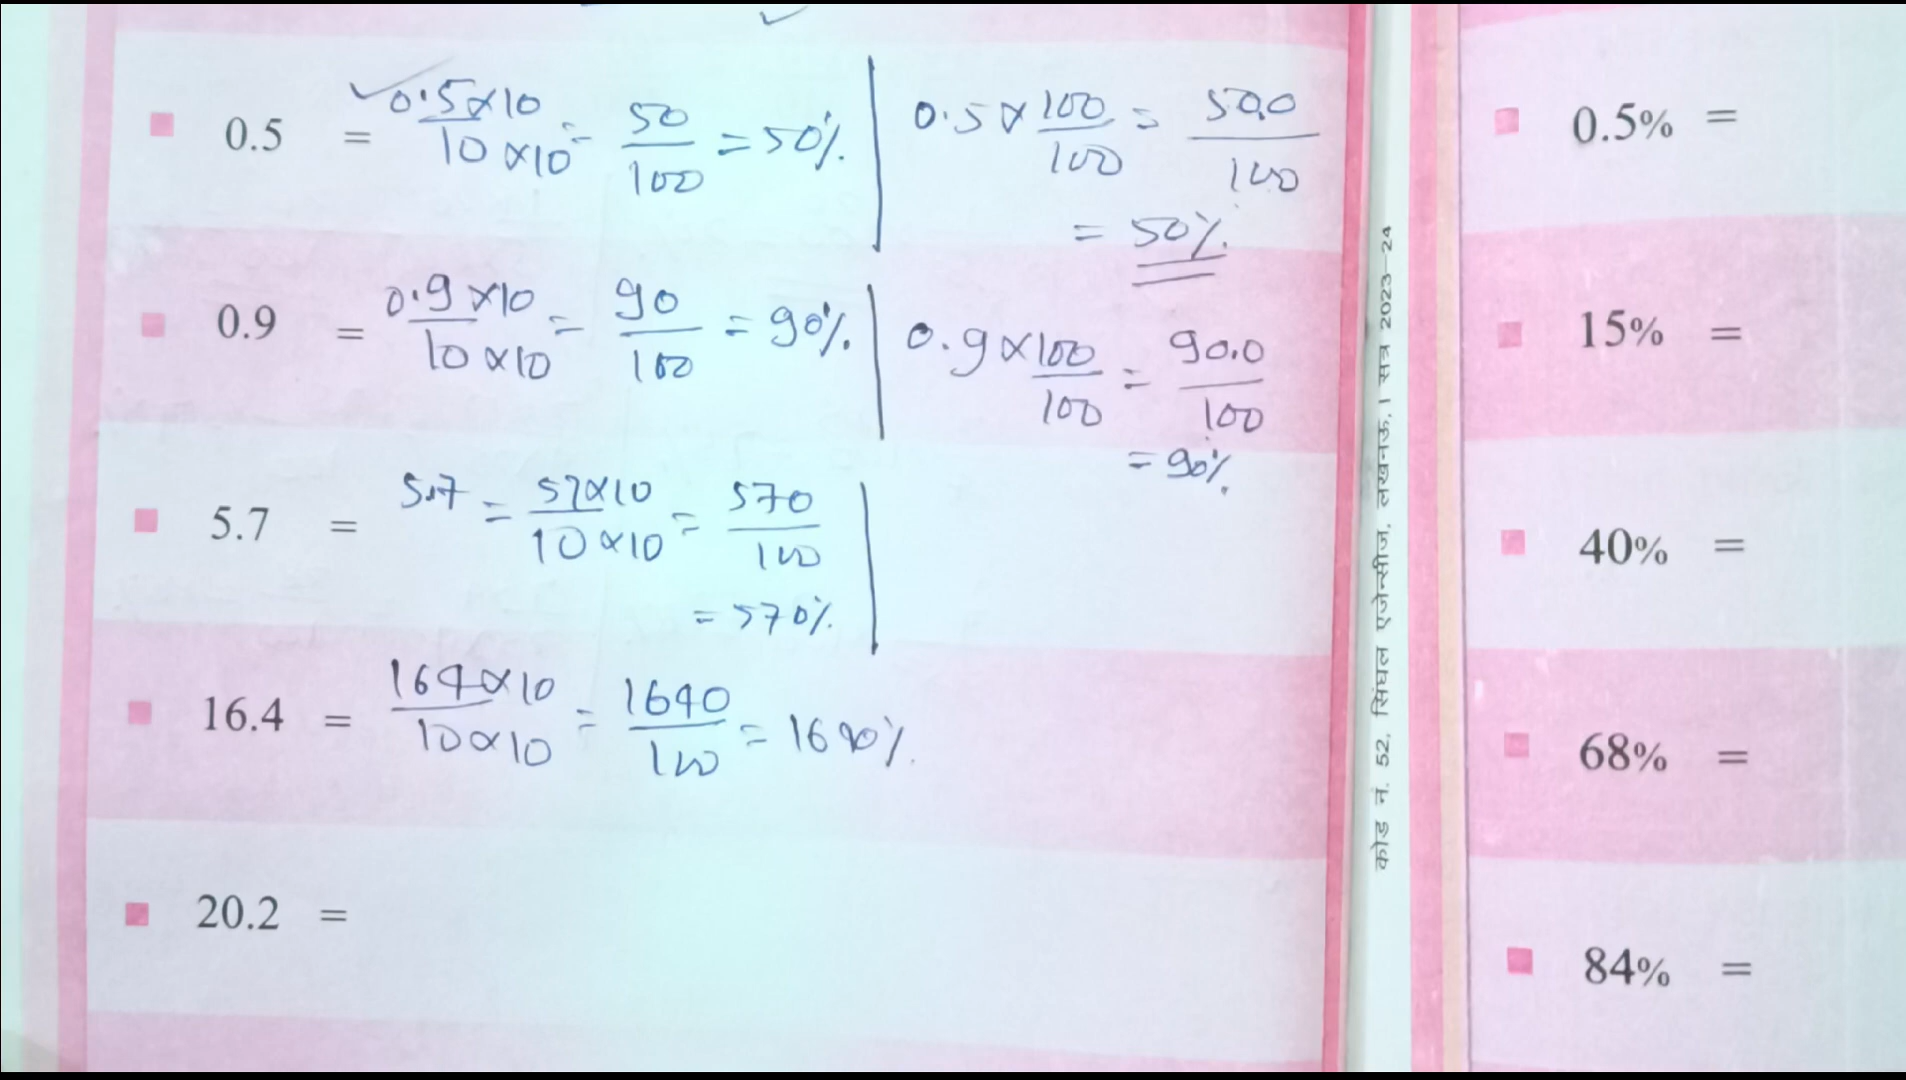 0.5 = 0.5×10 / 10×10 = 50 / 100 = 50% | 0.5 × 100 / 100 = 50.0 / 100
= 50%
0.9 = 0.9×10 / 10×10 = 90 / 100 = 90% | 0.9 × 100 / 100 = 90.0 / 100
= 90%
5.7 = 5.7 = 57×10 / 10×10 = 570 / 100
= 570%
16.4 = 164×10 / 10×10 = 1640 / 100 = 1640%
20.2 =
कोड नं. 52, सिंघल एजेन्सीज, लखनऊ। सत्र 2023–24
0.5% =
15% =
40% =
68% =
84% =